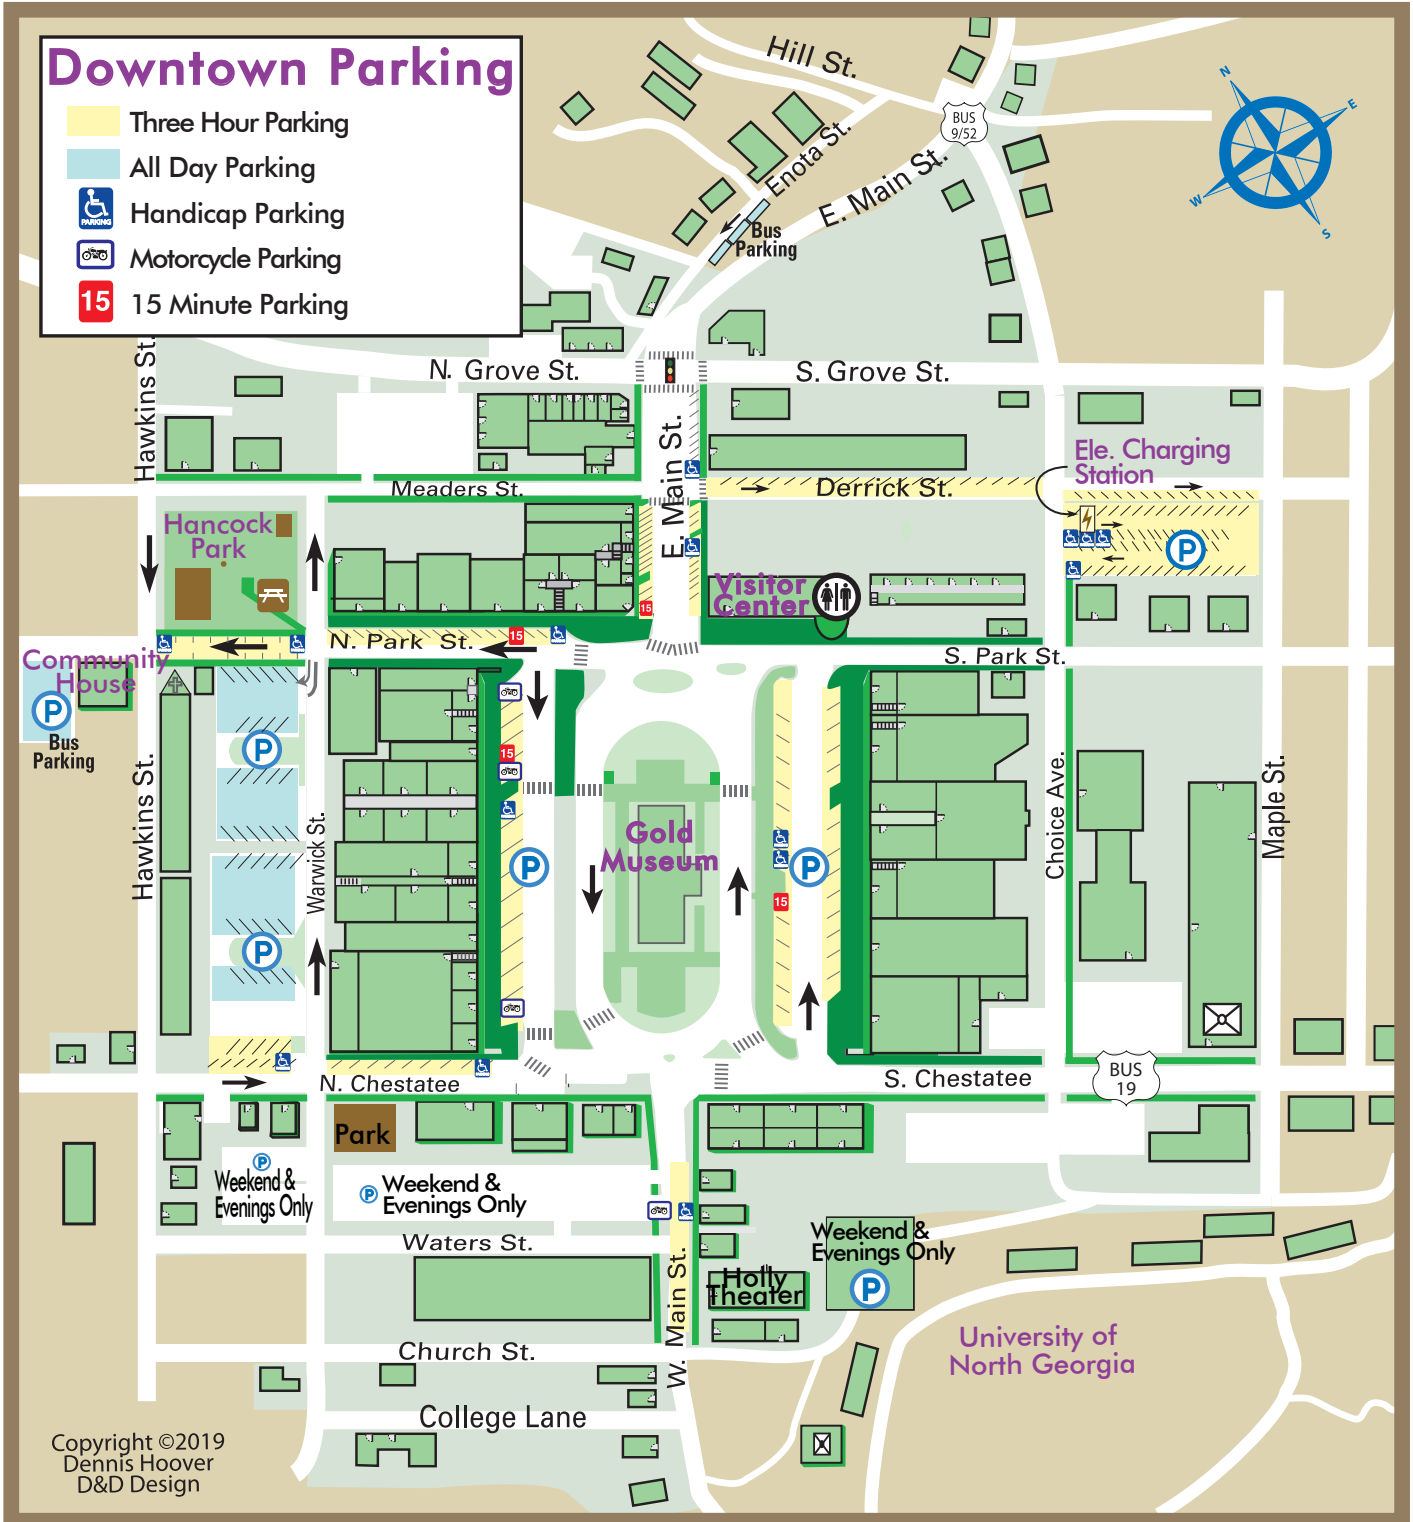 Downtown Parking
Three Hour Parking
All Day Parking
PARKING
Handicap Parking
Motorcycle Parking
15
15 Minute Parking
Hill St.
BUS
9/52
N
E
W
S
Enota St.
E. Main St.
Bus
Parking
Hawkins St.
N. Grove St.
S. Grove St.
E. Main St.
Ele. Charging
Station
Meaders St.
Derrick St.
Hancock
Park
P
Visitor
Center
15
15
N. Park St.
S. Park St.
Community
House
P
Bus
Parking
P
15
Hawkins St.
Warwick St.
Gold
Museum
P
P
15
Choice Ave.
Maple St.
P
N. Chestatee
S. Chestatee
BUS
19
Park
P
Weekend &
Evenings Only
P
Weekend &
Evenings Only
Weekend &
Evenings Only
P
Waters St.
W. Main St.
Holly
Theater
Church St.
University of
North Georgia
College Lane
Copyright ©2019
Dennis Hoover
D&D Design